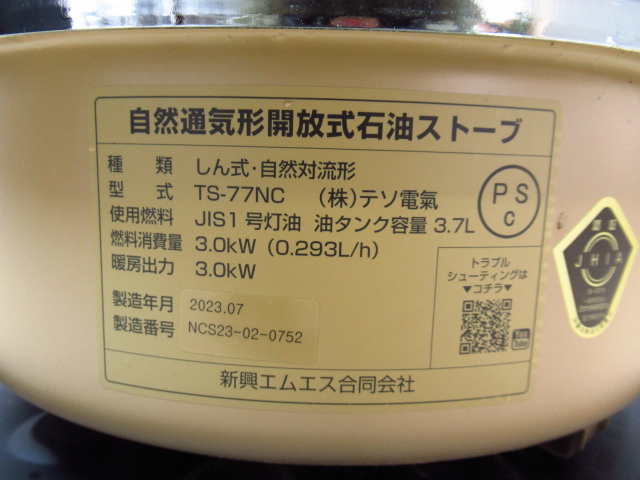 自然通気形開放式石油ストーブ
種類 しん式・自然対流形
型式 TS-77NC (株)テソ電氣
使用燃料 JIS1号灯油 油タンク容量 3.7L
燃料消費量 3.0kW (0.293L/h)
暖房出力 3.0kW
PS
C
製造年月 2023.07
製造番号 NCS23-02-0752
トラブル
シューティングは
▼コチラ▼
You
Tube
新興エムエス合同会社
JHIA